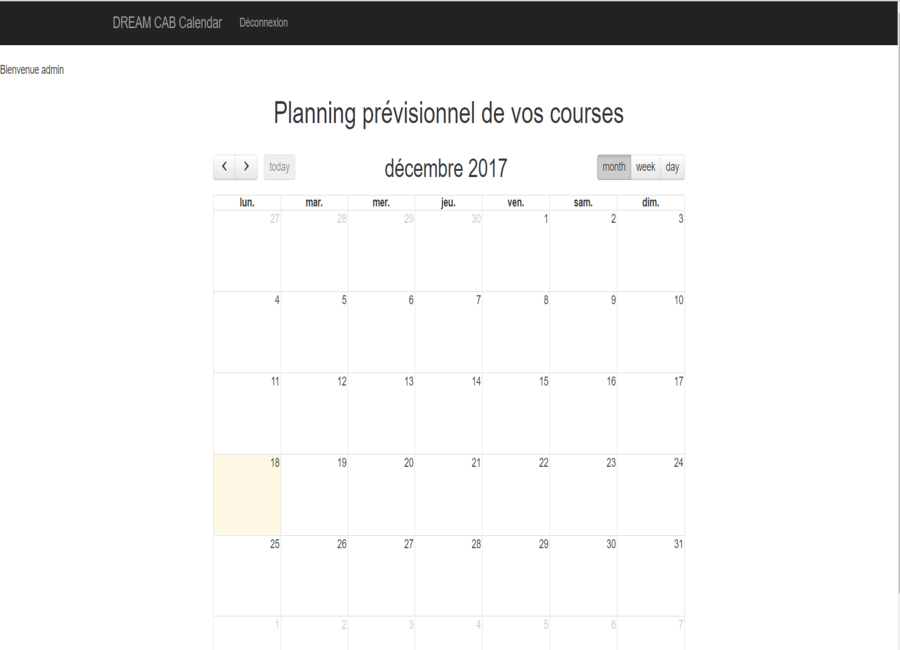 DREAM CAB Calendar Déconnexion
Bienvenue admin
Planning prévisionnel de vos courses
today décembre 2017 month week day
lun. mar. mer. jeu. ven. sam. dim.
27 28 29 30 1 2 3
4 5 6 7 8 9 10
11 12 13 14 15 16 17
18 19 20 21 22 23 24
25 26 27 28 29 30 31
1 2 3 4 5 6 7